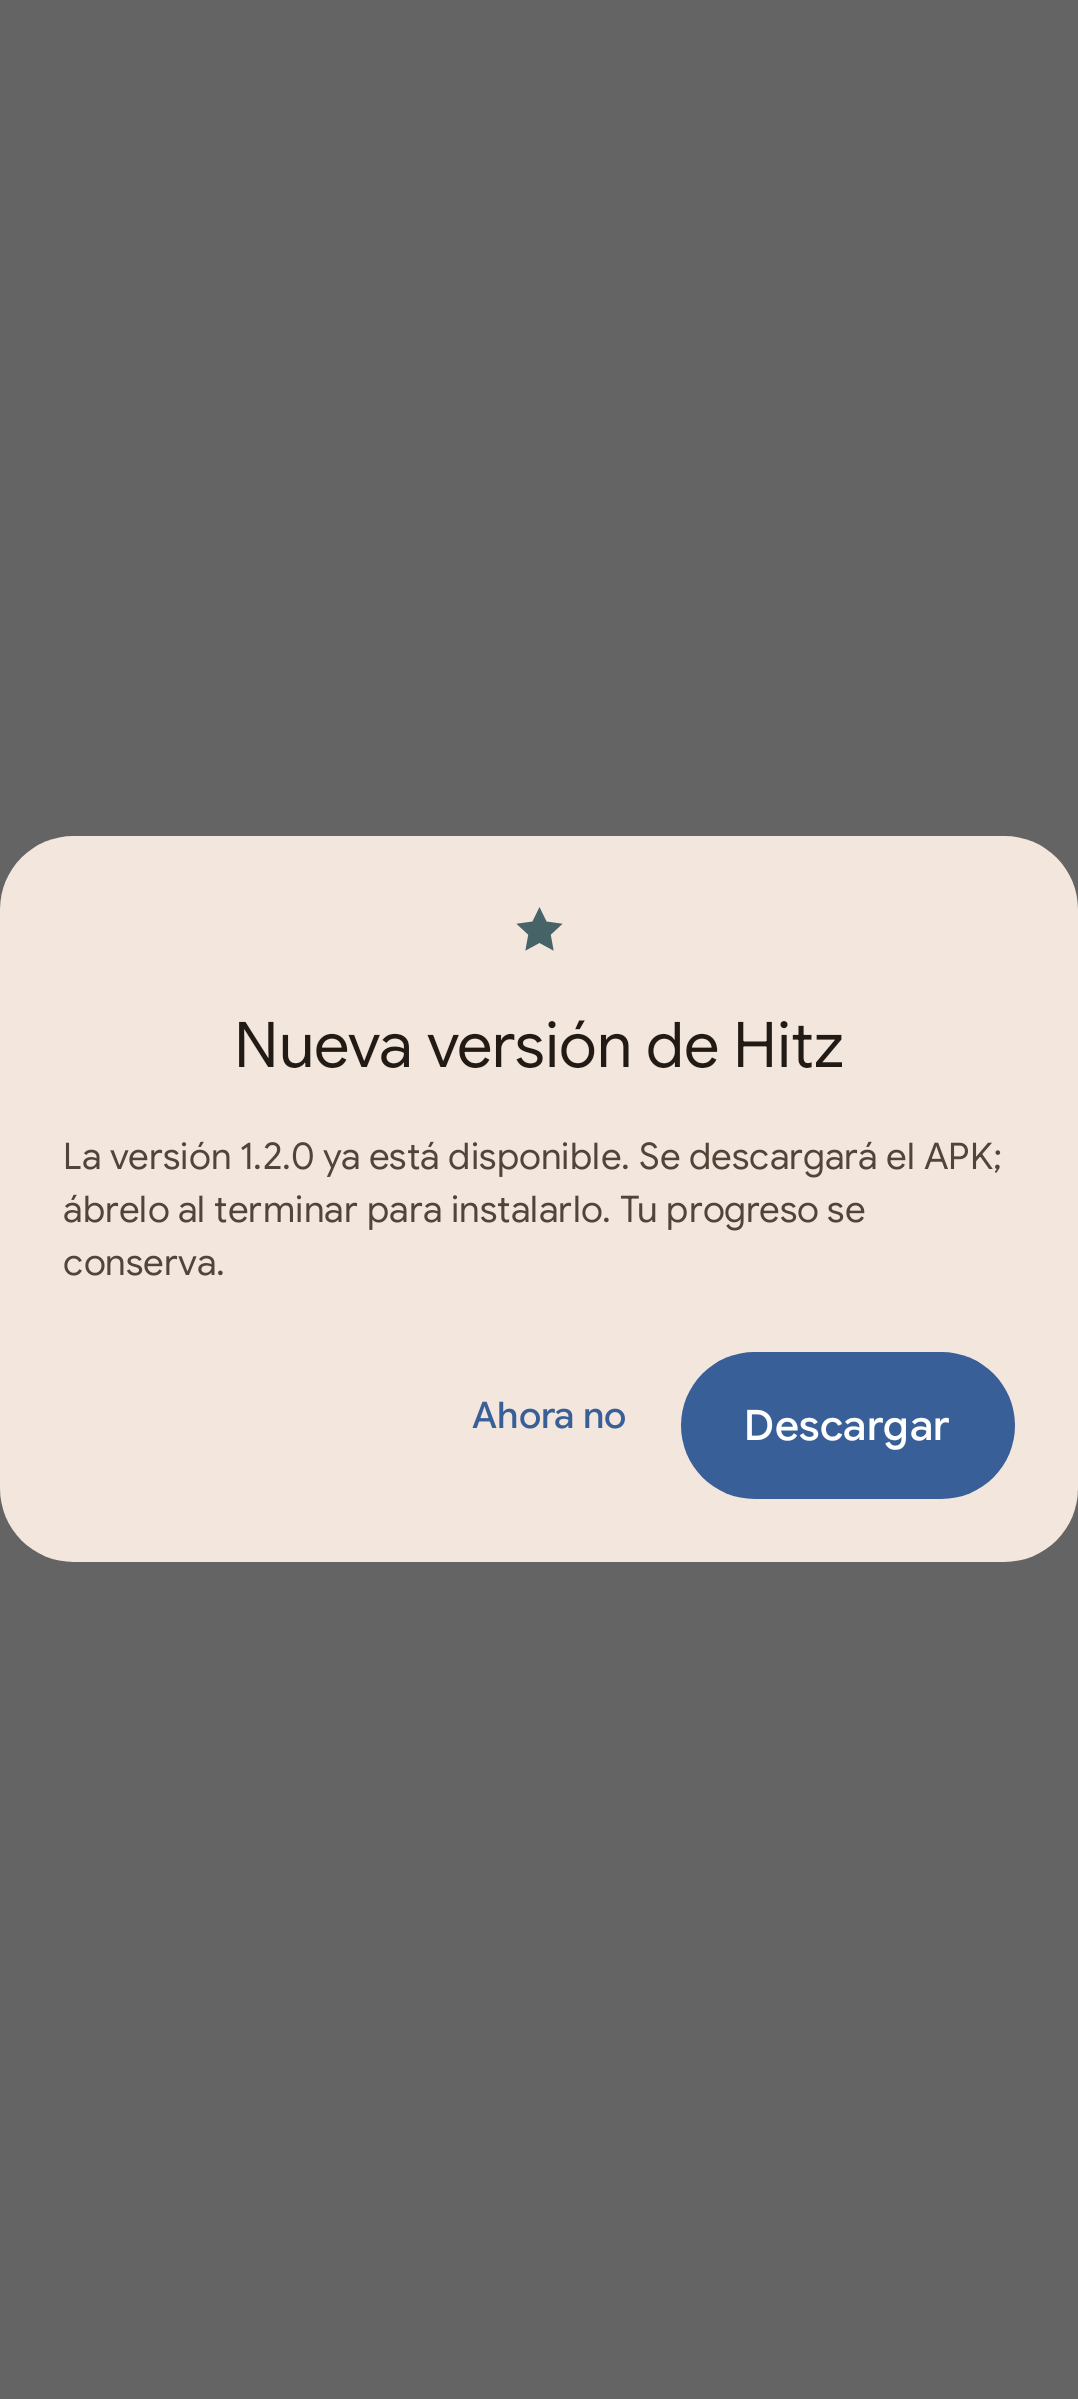 Nueva versión de Hitz
La versión 1.2.0 ya está disponible. Se descargará el APK;
ábrelo al terminar para instalarlo. Tu progreso se
conserva.
Ahora no
Descargar